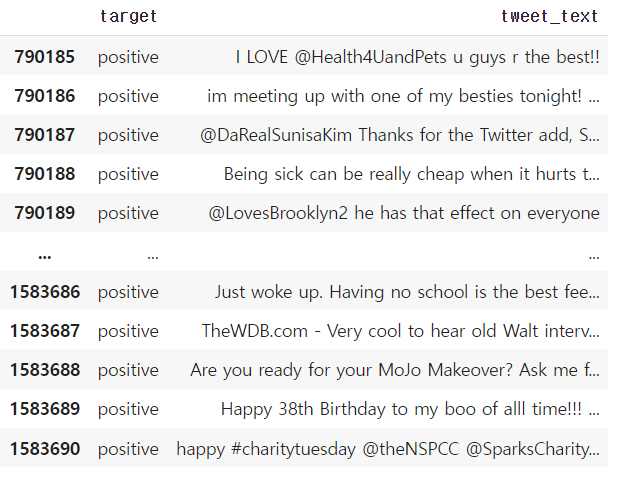 target tweet_text
790185 positive I LOVE @Health4UandPets u guys r the best!!
790186 positive im meeting up with one of my besties tonight! ...
790187 positive @DaRealSunisaKim Thanks for the Twitter add, S...
790188 positive Being sick can be really cheap when it hurts t...
790189 positive @LovesBrooklyn2 he has that effect on everyone
... ... ...
1583686 positive Just woke up. Having no school is the best fee...
1583687 positive TheWDB.com - Very cool to hear old Walt interv...
1583688 positive Are you ready for your MoJo Makeover? Ask me f...
1583689 positive Happy 38th Birthday to my boo of alll time!!! ...
1583690 positive happy #charitytuesday @theNSPCC @SparksCharity...